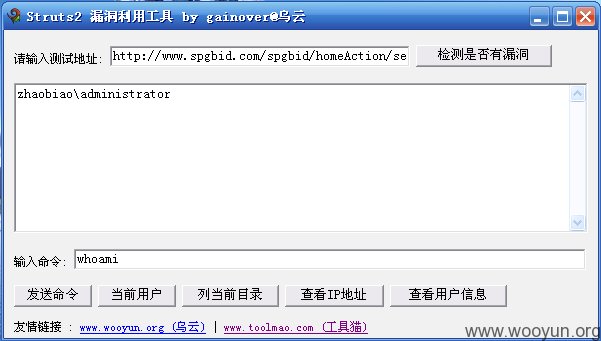 Struts2 漏洞利用工具 by gainover@乌云
请输入测试地址: http://www.spgbid.com/spgbid/homeAction/se 检测是否有漏洞
zhaobiao\administrator
输入命令: whoami
发送命令 当前用户 列当前目录 查看IP地址 查看用户信息
友情链接 : www.wooyun.org (乌云) | www.toolmao.com (工具猫)
www.wooyun.org